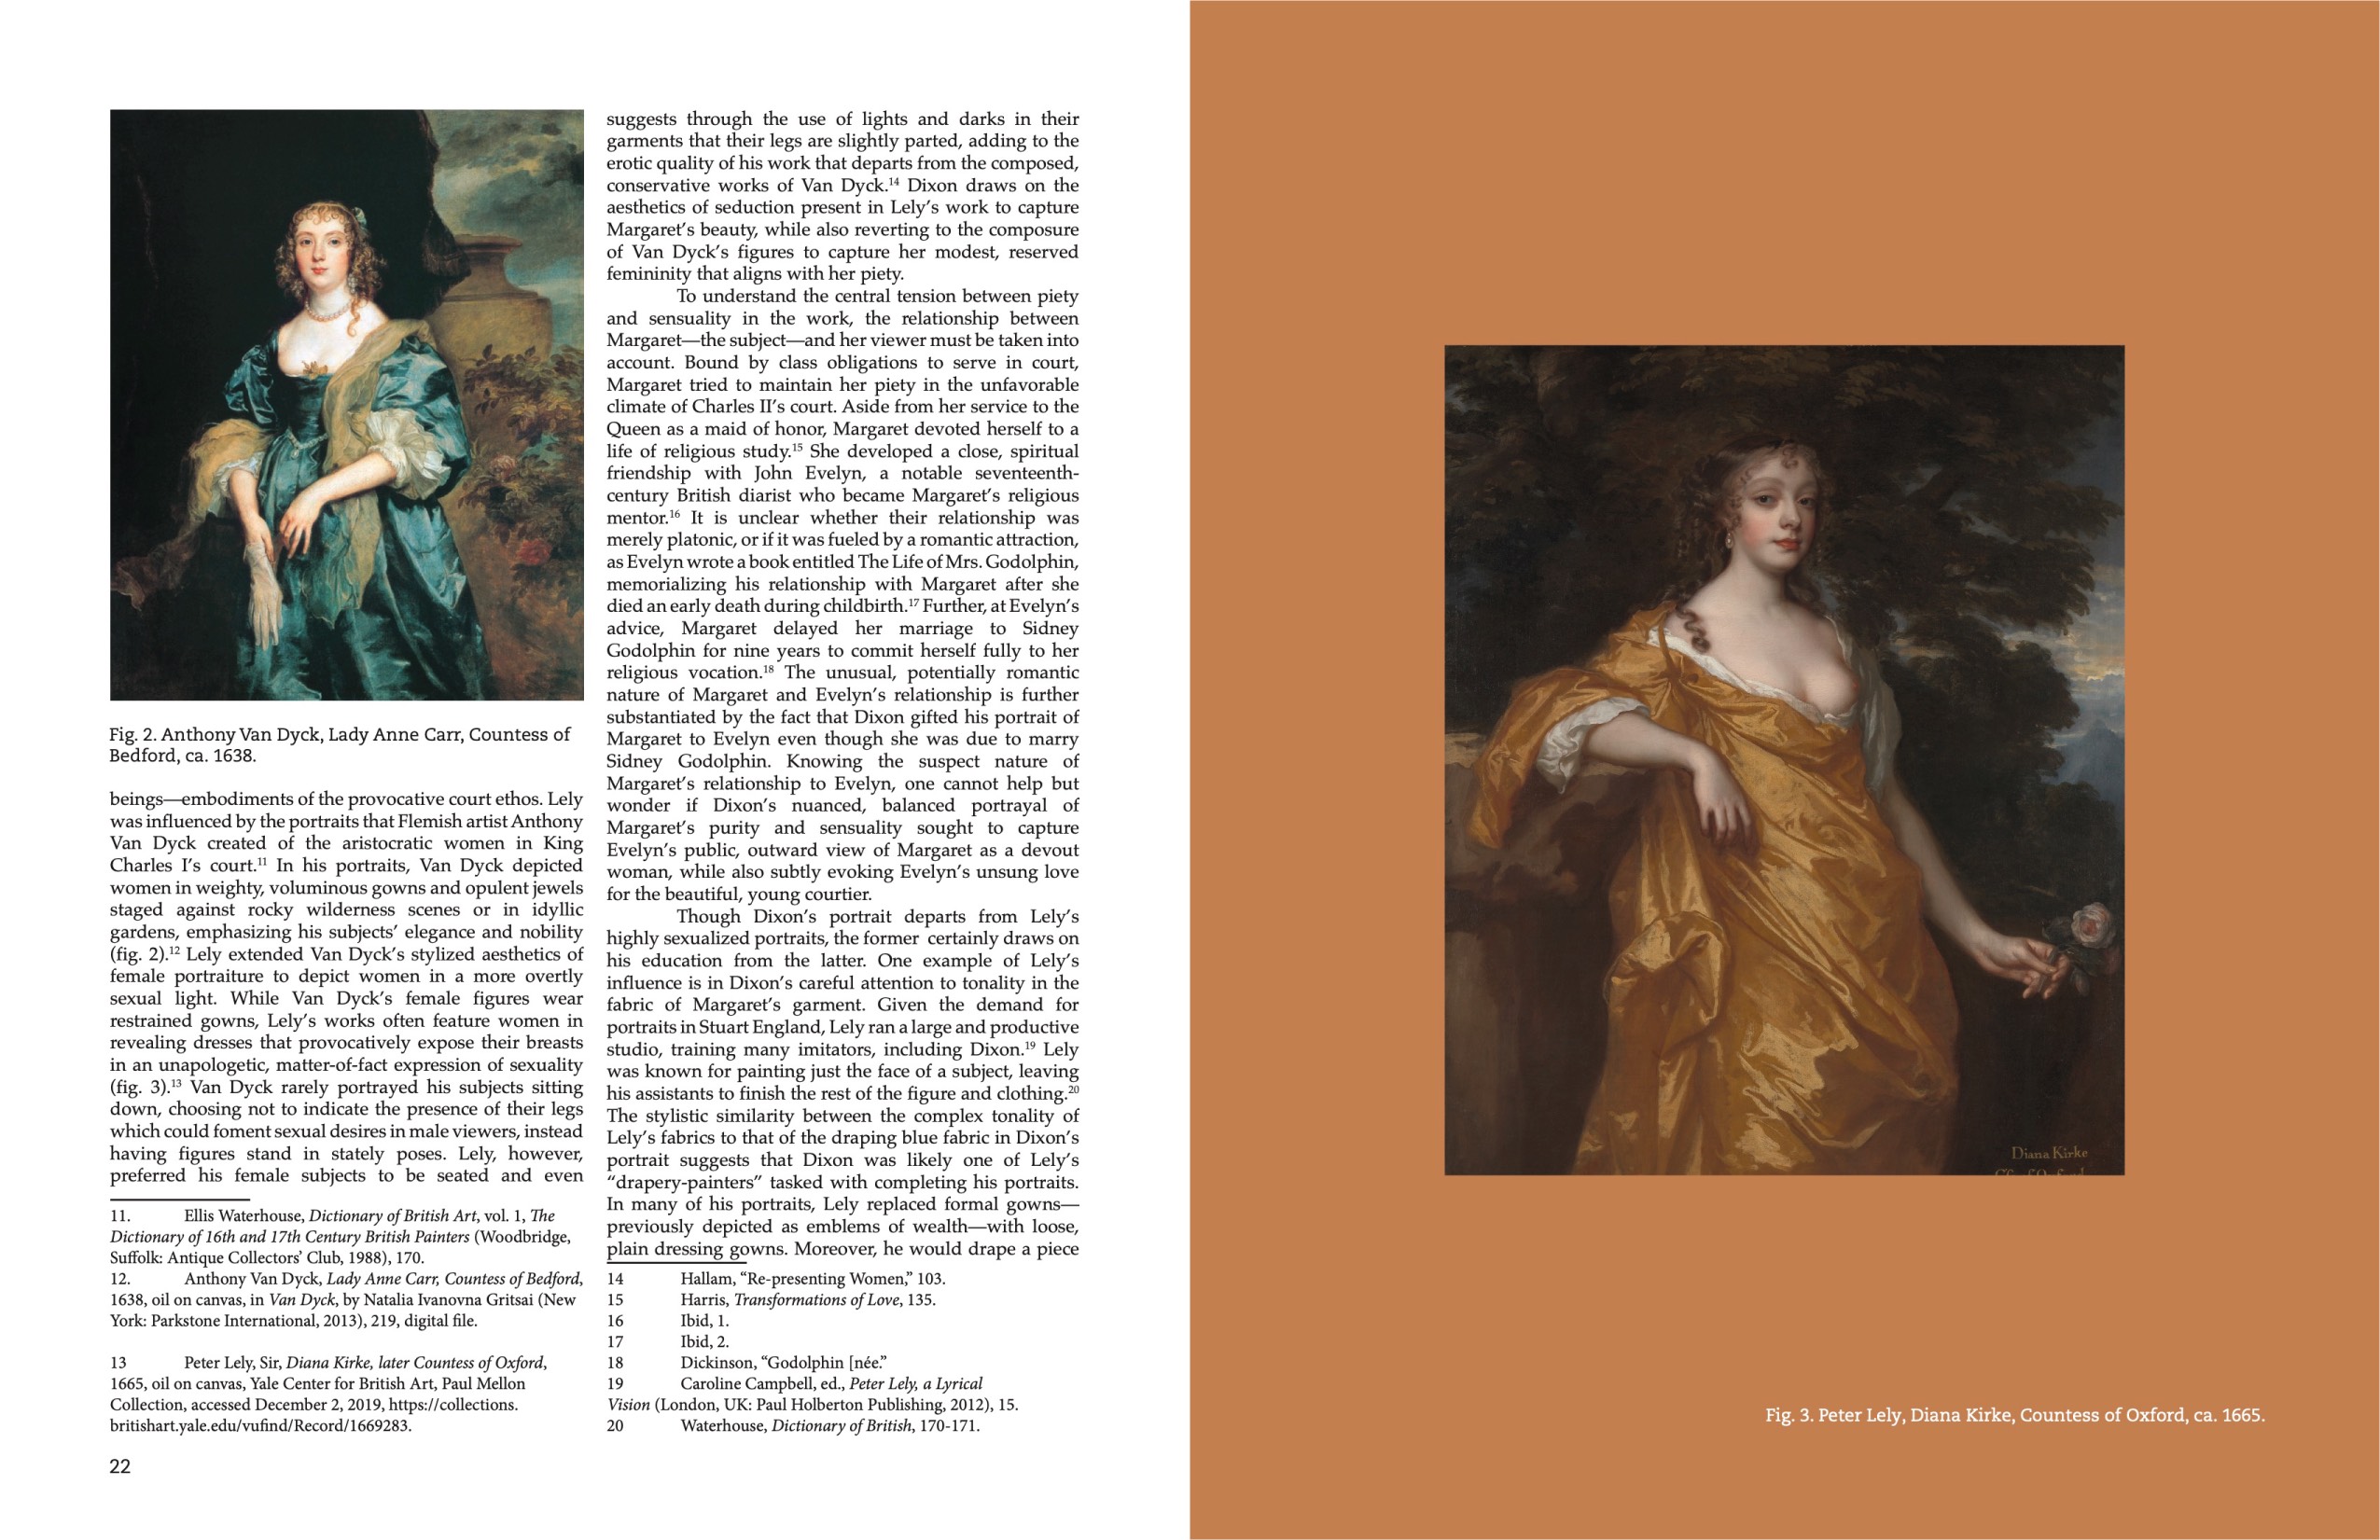 Fig. 2. Anthony Van Dyck, Lady Anne Carr, Countess of
Bedford, ca. 1638.
beings—embodiments of the provocative court ethos. Lely
was influenced by the portraits that Flemish artist Anthony
Van Dyck created of the aristocratic women in King
Charles I’s court.11 In his portraits, Van Dyck depicted
women in weighty, voluminous gowns and opulent jewels
staged against rocky wilderness scenes or in idyllic
gardens, emphasizing his subjects’ elegance and nobility
(fig. 2).12 Lely extended Van Dyck’s stylized aesthetics of
female portraiture to depict women in a more overtly
sexual light. While Van Dyck’s female figures wear
restrained gowns, Lely’s works often feature women in
revealing dresses that provocatively expose their breasts
in an unapologetic, matter-of-fact expression of sexuality
(fig. 3).13 Van Dyck rarely portrayed his subjects sitting
down, choosing not to indicate the presence of their legs
which could foment sexual desires in male viewers, instead
having figures stand in stately poses. Lely, however,
preferred his female subjects to be seated and even
11. Ellis Waterhouse, Dictionary of British Art, vol. 1, The
Dictionary of 16th and 17th Century British Painters (Woodbridge,
Suffolk: Antique Collectors’ Club, 1988), 170.
12. Anthony Van Dyck, Lady Anne Carr, Countess of Bedford,
1638, oil on canvas, in Van Dyck, by Natalia Ivanovna Gritsai (New
York: Parkstone International, 2013), 219, digital file.
13 Peter Lely, Sir, Diana Kirke, later Countess of Oxford,
1665, oil on canvas, Yale Center for British Art, Paul Mellon
Collection, accessed December 2, 2019, https://collections.
britishart.yale.edu/vufind/Record/1669283.
22
suggests through the use of lights and darks in their
garments that their legs are slightly parted, adding to the
erotic quality of his work that departs from the composed,
conservative works of Van Dyck.14 Dixon draws on the
aesthetics of seduction present in Lely’s work to capture
Margaret’s beauty, while also reverting to the composure
of Van Dyck’s figures to capture her modest, reserved
femininity that aligns with her piety.
To understand the central tension between piety
and sensuality in the work, the relationship between
Margaret—the subject—and her viewer must be taken into
account. Bound by class obligations to serve in court,
Margaret tried to maintain her piety in the unfavorable
climate of Charles II’s court. Aside from her service to the
Queen as a maid of honor, Margaret devoted herself to a
life of religious study.15 She developed a close, spiritual
friendship with John Evelyn, a notable seventeenth-
century British diarist who became Margaret’s religious
mentor.16 It is unclear whether their relationship was
merely platonic, or if it was fueled by a romantic attraction,
as Evelyn wrote a book entitled The Life of Mrs. Godolphin,
memorializing his relationship with Margaret after she
died an early death during childbirth.17 Further, at Evelyn’s
advice, Margaret delayed her marriage to Sidney
Godolphin for nine years to commit herself fully to her
religious vocation.18 The unusual, potentially romantic
nature of Margaret and Evelyn’s relationship is further
substantiated by the fact that Dixon gifted his portrait of
Margaret to Evelyn even though she was due to marry
Sidney Godolphin. Knowing the suspect nature of
Margaret’s relationship to Evelyn, one cannot help but
wonder if Dixon’s nuanced, balanced portrayal of
Margaret’s purity and sensuality sought to capture
Evelyn’s public, outward view of Margaret as a devout
woman, while also subtly evoking Evelyn’s unsung love
for the beautiful, young courtier.
Though Dixon’s portrait departs from Lely’s
highly sexualized portraits, the former certainly draws on
his education from the latter. One example of Lely’s
influence is in Dixon’s careful attention to tonality in the
fabric of Margaret’s garment. Given the demand for
portraits in Stuart England, Lely ran a large and productive
studio, training many imitators, including Dixon.19 Lely
was known for painting just the face of a subject, leaving
his assistants to finish the rest of the figure and clothing.20
The stylistic similarity between the complex tonality of
Lely’s fabrics to that of the draping blue fabric in Dixon’s
portrait suggests that Dixon was likely one of Lely’s
“drapery-painters” tasked with completing his portraits.
In many of his portraits, Lely replaced formal gowns—
previously depicted as emblems of wealth—with loose,
plain dressing gowns. Moreover, he would drape a piece
14 Hallam, “Re-presenting Women,” 103.
15 Harris, Transformations of Love, 135.
16 Ibid, 1.
17 Ibid, 2.
18 Dickinson, “Godolphin [née.”
19 Caroline Campbell, ed., Peter Lely, a Lyrical
Vision (London, UK: Paul Holberton Publishing, 2012), 15.
20 Waterhouse, Dictionary of British, 170-171.
Diana Kirke
Fig. 3. Peter Lely, Diana Kirke, Countess of Oxford, ca. 1665.